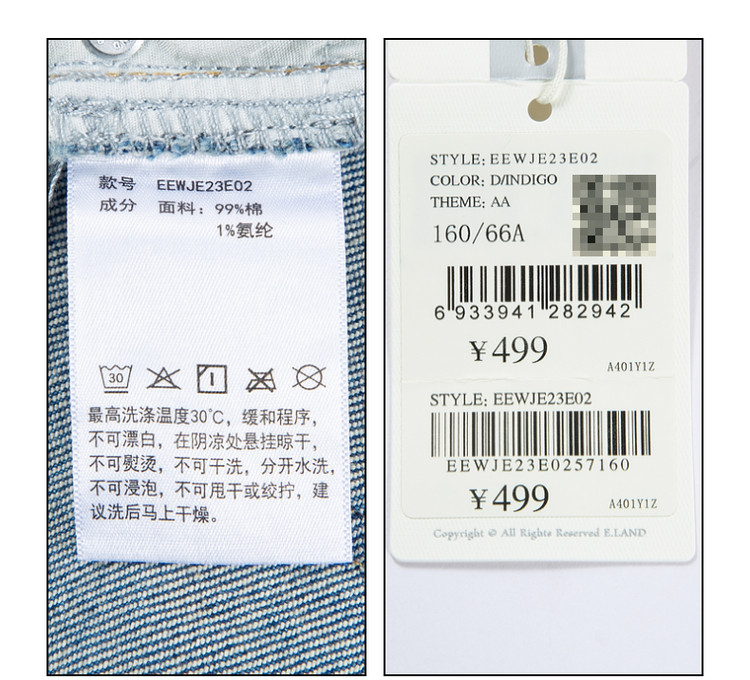 款号 EEWJE23E02
成分 面料：99%棉
1%氨纶
30
最高洗涤温度30℃，缓和程序，
不可漂白，在阴凉处悬挂晾干，
不可熨烫，不可干洗，分开水洗，
不可浸泡，不可甩干或绞拧，建
议洗后马上干燥。
STYLE: EEWJE23E02
COLOR: D/INDIGO
THEME: AA
160/66A
6 933941 282942
¥499
A401Y1Z
STYLE: EEWJE23E02
EEWJE23E0257160
¥499
A401Y1Z
Copyright © All Rights Reserved E.LAND